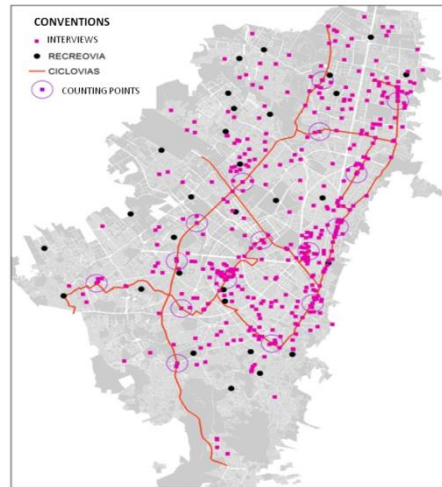 CONVENTIONS
INTERVIEWS
RECREOVIA
CICLOVIAS
COUNTING POINTS